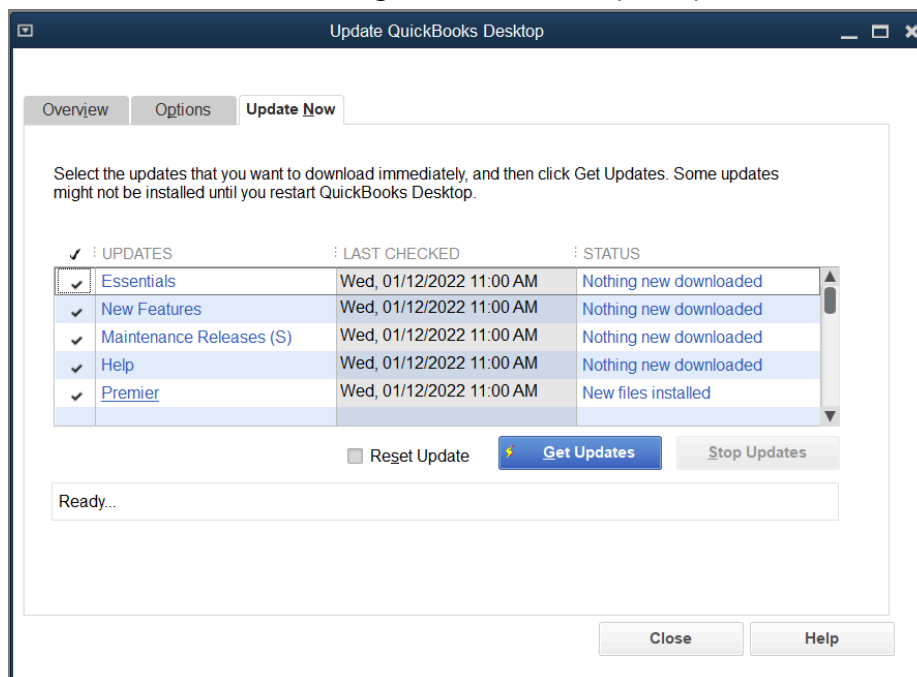 Update QuickBooks Desktop
Overview Options Update Now
Select the updates that you want to download immediately, and then click Get Updates. Some updates
might not be installed until you restart QuickBooks Desktop.
UPDATES LAST CHECKED STATUS
Essentials Wed, 01/12/2022 11:00 AM Nothing new downloaded
New Features Wed, 01/12/2022 11:00 AM Nothing new downloaded
Maintenance Releases (S) Wed, 01/12/2022 11:00 AM Nothing new downloaded
Help Wed, 01/12/2022 11:00 AM Nothing new downloaded
Premier Wed, 01/12/2022 11:00 AM New files installed
Reset Update Get Updates Stop Updates
Ready...
Close Help